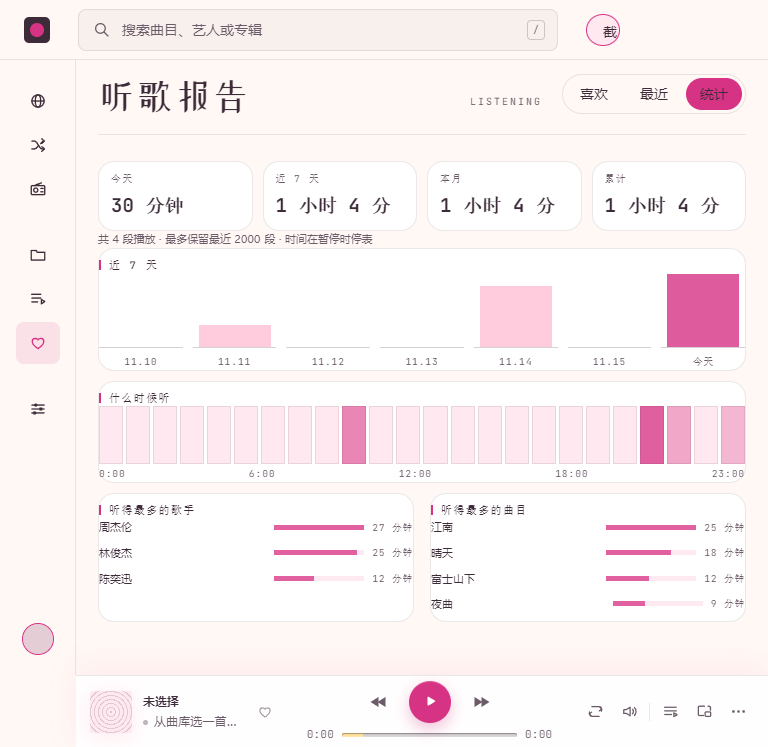 搜索曲目、艺人或专辑
/
截
听歌报告
LISTENING
喜欢
最近
统计
今天
30 分钟
近 7 天
1 小时 4 分
本月
1 小时 4 分
累计
1 小时 4 分
共 4 段播放 · 最多保留最近 2000 段 · 时间在暂停时停表
近 7 天
11.10
11.11
11.12
11.13
11.14
11.15
今天
什么时候听
0:00
6:00
12:00
18:00
23:00
听得最多的歌手
周杰伦
27 分钟
林俊杰
25 分钟
陈奕迅
12 分钟
听得最多的曲目
江南
25 分钟
晴天
18 分钟
富士山下
12 分钟
夜曲
9 分钟
未选择
从曲库选一首…
0:00
0:00